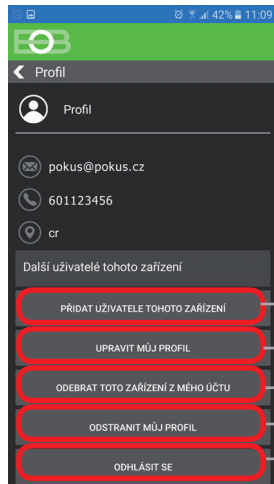 42% 11:09
EOB
Profil
Profil
pokus@pokus.cz
601123456
cr
Další uživatelé tohoto zařízení
PŘIDAT UŽIVATELE TOHOTO ZAŘÍZENÍ
UPRAVIT MŮJ PROFIL
ODEBRAT TOTO ZAŘÍZENÍ Z MÉHO ÚČTU
ODSTRANIT MŮJ PROFIL
ODHLÁSIT SE